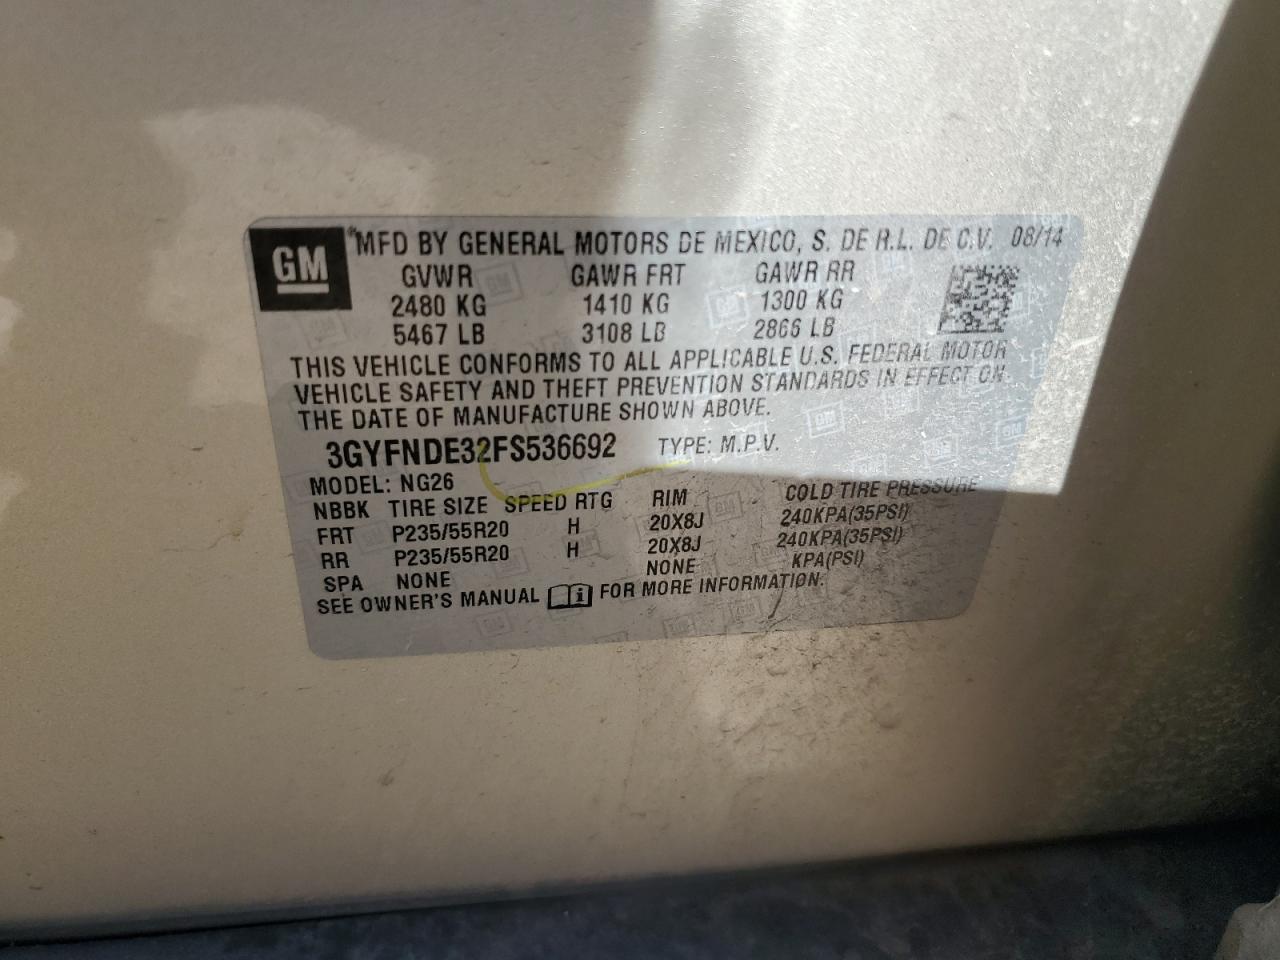 GM ®MFD BY GENERAL MOTORS DE MEXICO, S. DE R.L. DE C.V. 08/14
GVWR GAWR FRT GAWR RR
2480 KG 1410 KG 1300 KG
5467 LB 3108 LB 2866 LB
THIS VEHICLE CONFORMS TO ALL APPLICABLE U.S. FEDERAL MOTOR
VEHICLE SAFETY AND THEFT PREVENTION STANDARDS IN EFFECT ON
THE DATE OF MANUFACTURE SHOWN ABOVE.
3GYFNDE32FS536692 TYPE: M.P.V.
MODEL: NG26
NBBK TIRE SIZE SPEED RTG RIM COLD TIRE PRESSURE
FRT P235/55R20 H 20X8J 240KPA(35PSI)
RR P235/55R20 H 20X8J 240KPA(35PSI)
SPA NONE NONE KPA(PSI)
SEE OWNER'S MANUAL FOR MORE INFORMATION.